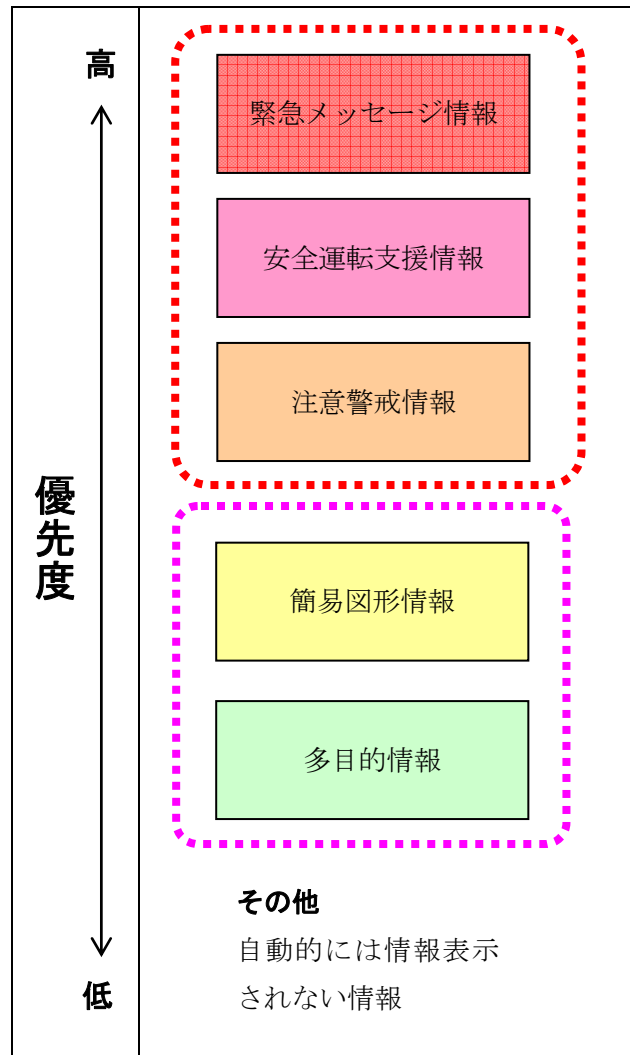 高
緊急メッセージ情報
安全運転支援情報
注意警戒情報
優先度
簡易図形情報
多目的情報
その他
自動的には情報表示
されない情報
低